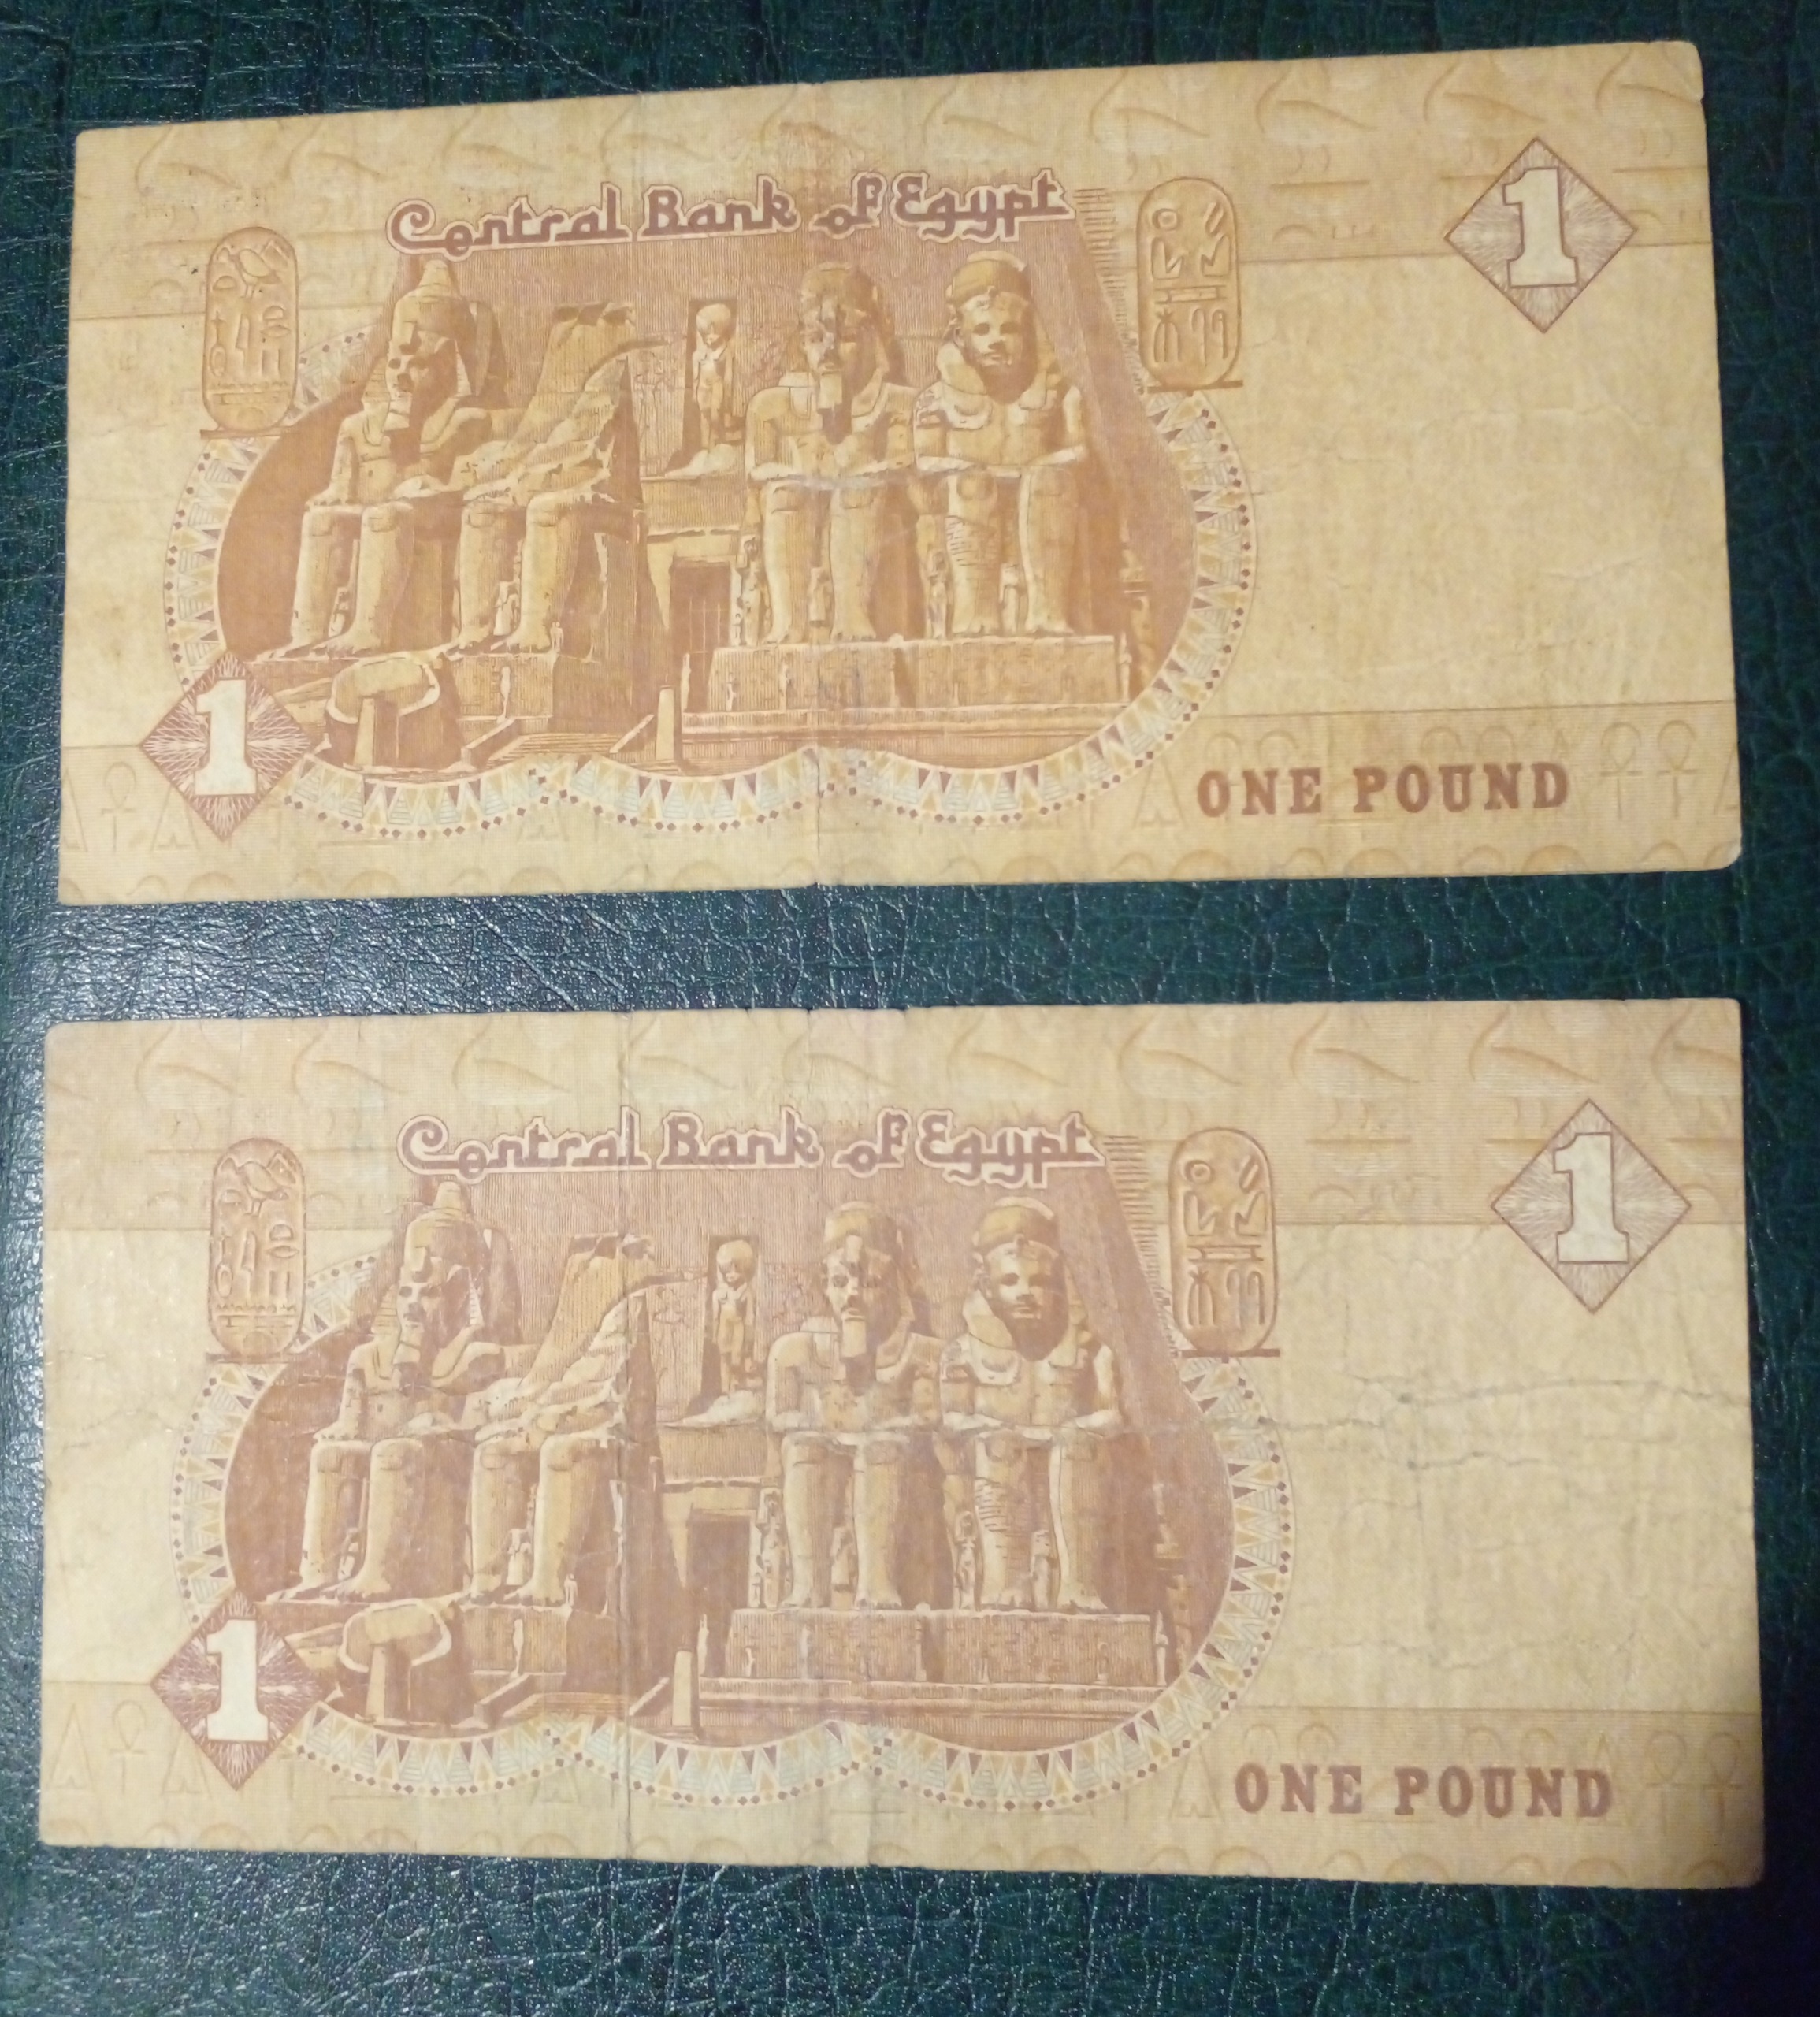 Central Bank of Egypt
1
1
ONE POUND
Central Bank of Egypt
1
1
ONE POUND